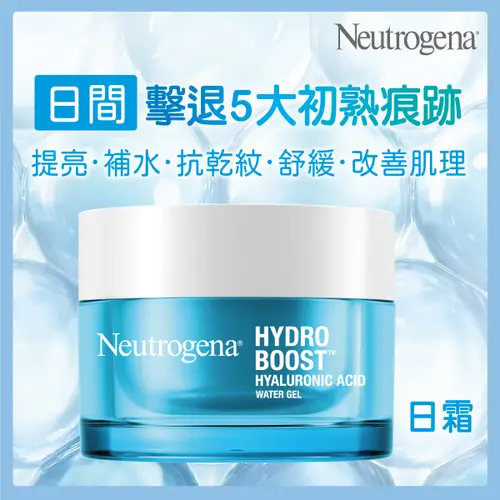 Neutrogena®
日間 擊退5大初熟痕跡
提亮·補水·抗乾紋·舒緩·改善肌理
Neutrogena®
HYDRO
BOOST™
HYALURONIC ACID
WATER GEL
日霜